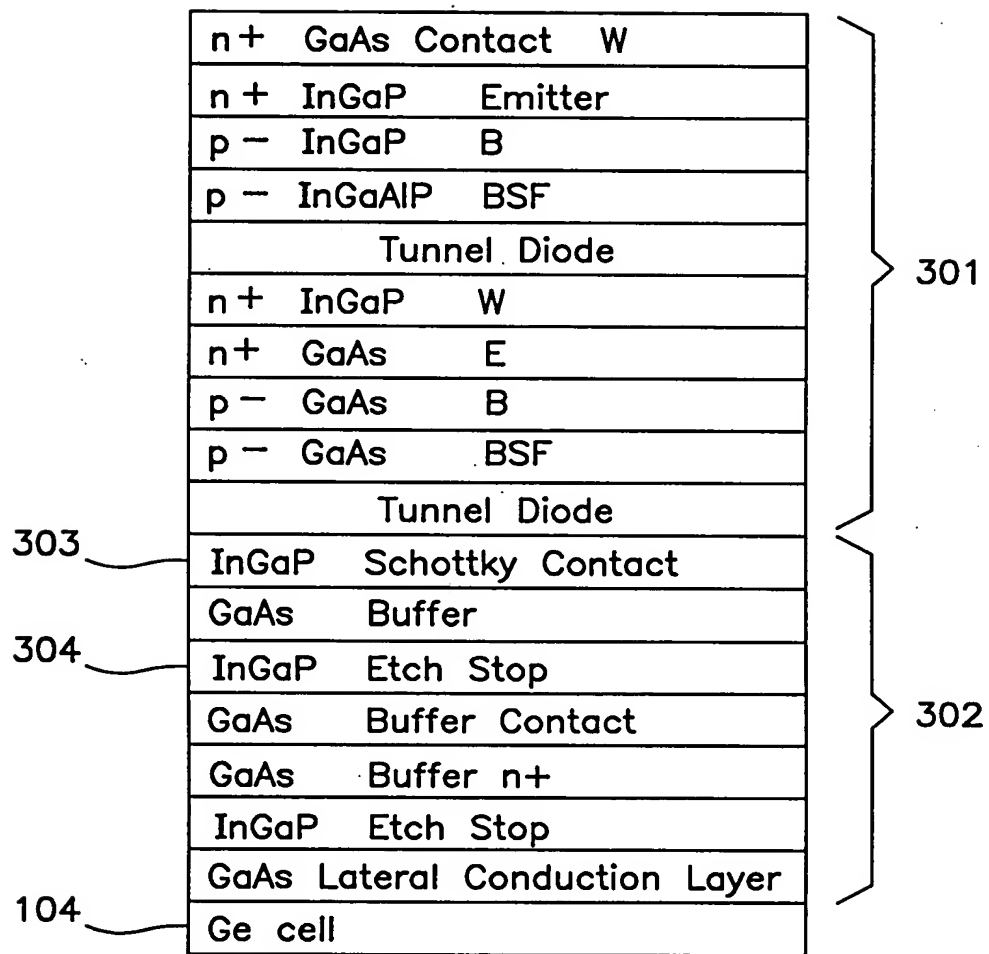 n+ GaAs Contact W
n+ InGaP Emitter
p- InGaP B
p- InGaAlP BSF
Tunnel Diode
301
n+ InGaP W
n+ GaAs E
p- GaAs B
p- GaAs BSF
Tunnel Diode
303
InGaP Schottky Contact
GaAs Buffer
304
InGaP Etch Stop
GaAs Buffer Contact
302
GaAs Buffer n+
InGaP Etch Stop
GaAs Lateral Conduction Layer
104
Ge cell